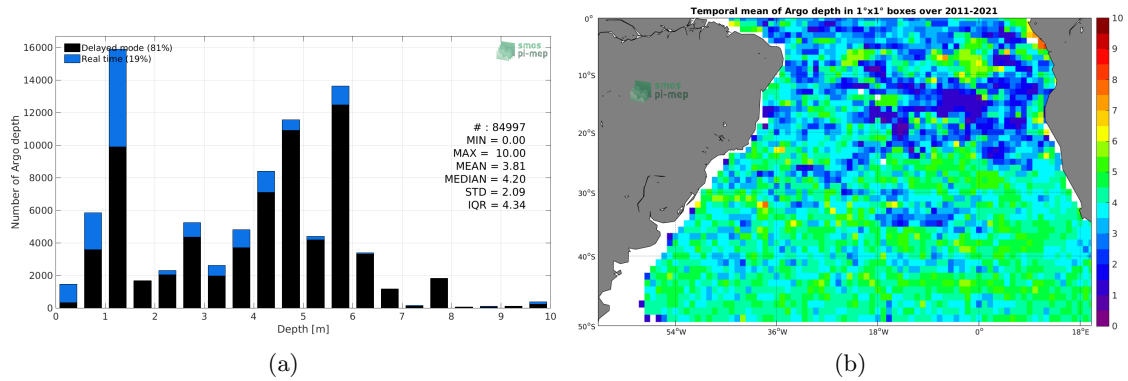 16000
14000
12000
10000
8000
6000
4000
2000
0
Number of Argo depth
Delayed mode (81%)
Real time (19%)
smos
pi-mep
# : 84997
MIN = 0.00
MAX = 10.00
MEAN = 3.81
MEDIAN = 4.20
STD = 2.09
IQR = 4.34
0 1 2 3 4 5 6 7 8 9 10
Depth [m]
(a)
Temporal mean of Argo depth in 1°x1° boxes over 2011-2021
0°
10°S
20°S
30°S
40°S
50°S
smos
pi-mep
54°W 36°W 18°W 0° 18°E
10
9
8
7
6
5
4
3
2
1
0
(b)